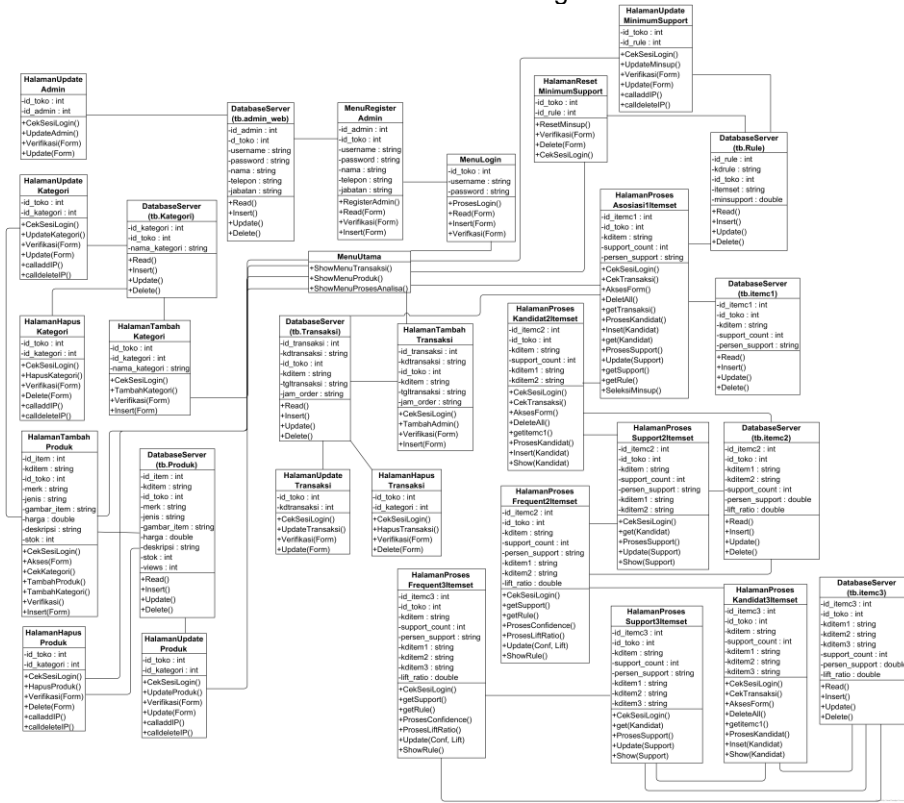 HalamanUpdate
MinimumSupport
-id_toko : int
-id_rule : int
+CekSesiLogin()
+UpdateMinsup()
+Verifikasi(Form)
+Update(Form)
+calladdIP()
+calldeleteIP()
HalamanUpdate
Admin
-id_toko : int
-id_admin : int
+CekSesiLogin()
+UpdateAdmin()
+Verifikasi(Form)
+Update(Form)
DatabaseServer
(tb.admin_web)
-id_admin : int
-d_toko : int
-username : string
-password : string
-nama : string
-telepon : string
-jabatan : string
+Read()
+Insert()
+Update()
+Delete()
MenuRegister
Admin
-id_admin : int
-id_toko : int
-username : string
-password : string
-nama : string
-telepon : string
-jabatan : string
+RegisterAdmin()
+Read(Form)
+Verifikasi(Form)
+Insert(Form)
HalamanReset
MinimumSupport
-id_toko : int
-id_rule : int
+ResetMinsup()
+Verifikasi(Form)
+Delete(Form)
+CekSesiLogin()
MenuLogin
-id_toko : int
-username : string
-password : string
+ProsesLogin()
+Read(Form)
+Insert(Form)
+Verifikasi(Form)
DatabaseServer
(tb.Rule)
-id_rule : int
-kdrule : string
-id_toko : int
-itemset : string
-minsupport : double
+Read()
+Insert()
+Update()
+Delete()
HalamanUpdate
Kategori
-id_toko : int
-id_kategori : int
+CekSesiLogin()
+UpdateKategori()
+Verifikasi(Form)
+Update(Form)
+calladdIP()
+calldeleteIP()
DatabaseServer
(tb.Kategori)
-id_kategori : int
-id_toko : int
-nama_kategori : string
+Read()
+Insert()
+Update()
+Delete()
HalamanProses
Asosiasi1Itemset
-id_itemc1 : int
-id_toko : int
-kditem : string
-support_count : int
-persen_support : string
+CekSesiLogin()
+CekTransaksi()
+AksesForm()
+DeletAll()
+getTransaksi()
+ProsesKandidat()
+Inset(Kandidat)
+get(Kandidat)
+ProsesSupport()
+Update(Support)
+getSupport()
+getRule()
+SeleksiMinsup()
MenuUtama
+ShowMenuTransaksi()
+ShowMenuProduk()
+ShowMenuProsesAnalisa()
DatabaseServer
(tb.itemc1)
-id_itemc1 : int
-id_toko : int
-kditem : string
-support_count : int
-persen_support : string
+Read()
+Insert()
+Update()
+Delete()
HalamanHapus
Kategori
-id_toko : int
-id_kategori : int
+CekSesiLogin()
+HapusKategori()
+Verifikasi(Form)
+Delete(Form)
+calladdIP()
+calldeteteIP()
HalamanTambah
Kategori
-id_toko : int
-id_kategori : int
-nama_kategori : string
+CekSesiLogin()
+TambahKategori()
+Verifikasi(Form)
+Insert(Form)
DatabaseServer
(tb.Transaksi)
-id_transaksi : int
-kdtransaksi : string
-id_toko : int
-kditem : string
-tgltransaksi : string
-jam_order : string
+Read()
+Insert()
+Update()
+Delete()
HalamanTambah
Transaksi
-id_transaksi : int
-kdtransaksi : string
-id_toko : int
-kditem : string
-tgltransaksi : string
-jam_order : string
+CekSesiLogin()
+TambahAdmin()
+Verifikasi(Form)
+Insert(Form)
HalamanProses
Kandidat2Itemset
-id_itemc2 : int
-id_toko : int
-kditem : string
-support_count : int
-kditem1 : string
-kditem2 : string
+CekSesiLogin()
+CekTransaksi()
+AksesForm()
+DeleteAll()
+getitemc1()
+ProsesKandidat()
+Insert(Kandidat)
+Show(Kandidat)
HalamanTambah
Produk
-id_item : int
-kditem : string
-id_toko : int
-merk : string
-jenis : string
-gambar_item : string
-harga : double
-deskripsi : string
-stok : int
+CekSesiLogin()
+Akses(Form)
+CekKategori()
+TambahProduk()
+TambahKategori()
+Verifikasi()
+Insert(Form)
DatabaseServer
(tb.Produk)
-id_item : int
-kditem : string
-id_toko : int
-merk : string
-jenis : string
-gambar_item : string
-harga : double
-deskripsi : string
-stok : int
-views : int
+Read()
+Insert()
+Update()
+Delete()
HalamanUpdate
Transaksi
-id_toko : int
-kdtransaksi : int
+CekSesiLogin()
+UpdateTransaksi()
+Verifikasi(Form)
+Update(Form)
HalamanHapus
Transaksi
-id_toko : int
-id_kategori : int
+CekSesiLogin()
+HapusTransaksi()
+Verifikasi(Form)
+Delete(Form)
HalamanProses
Support2Itemset
-id_itemc2 : int
-id_toko : int
-kditem : string
-support_count : int
-persen_support : string
-kditem1 : string
-kditem2 : string
+CekSesiLogin()
+get(Kandidat)
+ProsesSupport()
+Update(Support)
+Show(Support)
DatabaseServer
(tb.itemc2)
-id_itemc2 : int
-id_toko : int
-kditem1 : string
-kditem2 : string
-support_count : int
-persen_support : double
-lift_ratio : double
+Read()
+Insert()
+Update()
+Delete()
HalamanProses
Frequent2Itemset
-id_itemc2 : int
-id_toko : int
-kditem : string
-support_count : int
-persen_support : string
-kditem1 : string
-kditem2 : string
-lift_ratio : double
+CekSesiLogin()
+getSupport()
+getRule()
+ProsesConfidence()
+ProsesLiftRatio()
+Update(Conf, Lift)
+ShowRule()
HalamanProses
Frequent3Itemset
-id_itemc3 : int
-id_toko : int
-kditem : string
-support_count : int
-persen_support : string
-kditem1 : string
-kditem2 : string
-kditem3 : string
-lift_ratio : double
+CekSesiLogin()
+getSupport()
+getRule()
+ProsesConfidence()
+ProsesLiftRatio()
+Update(Conf, Lift)
+ShowRule()
HalamanProses
Support3Itemset
-id_itemc3 : int
-id_toko : int
-kditem : string
-support_count : int
-persen_support : string
-kditem1 : string
-kditem2 : string
-kditem3 : string
+CekSesiLogin()
+get(Kandidat)
+ProsesSupport()
+Update(Support)
+Show(Support)
HalamanProses
Kandidat3Itemset
-id_itemc3 : int
-id_toko : int
-kditem : string
-support_count : int
-kditem1 : string
-kditem2 : string
-kditem3 : string
+CekSesiLogin()
+CekTransaksi()
+AksesForm()
+DeleteAll()
+getitemc1()
+ProsesKandidat()
+Inset(Kandidat)
+Show(Kandidat)
DatabaseServer
(tb.itemc3)
-id_itemc3 : int
-id_toko : int
-kditem1 : string
-kditem2 : string
-kditem3 : string
-support_count : int
-persen_support : double
-lift_ratio : double
+Read()
+Insert()
+Update()
+Delete()
HalamanHapus
Produk
-id_toko : int
-id_kategori : int
+CekSesiLogin()
+HapusProduk()
+Verifikasi(Form)
+Delete(Form)
+calladdIP()
+calldeleteIP()
HalamanUpdate
Produk
-id_toko : int
-id_kategori : int
+CekSesiLogin()
+UpdateProduk()
+Verifikasi(Form)
+Update(Form)
+calladdIP()
+calldeleteIP()